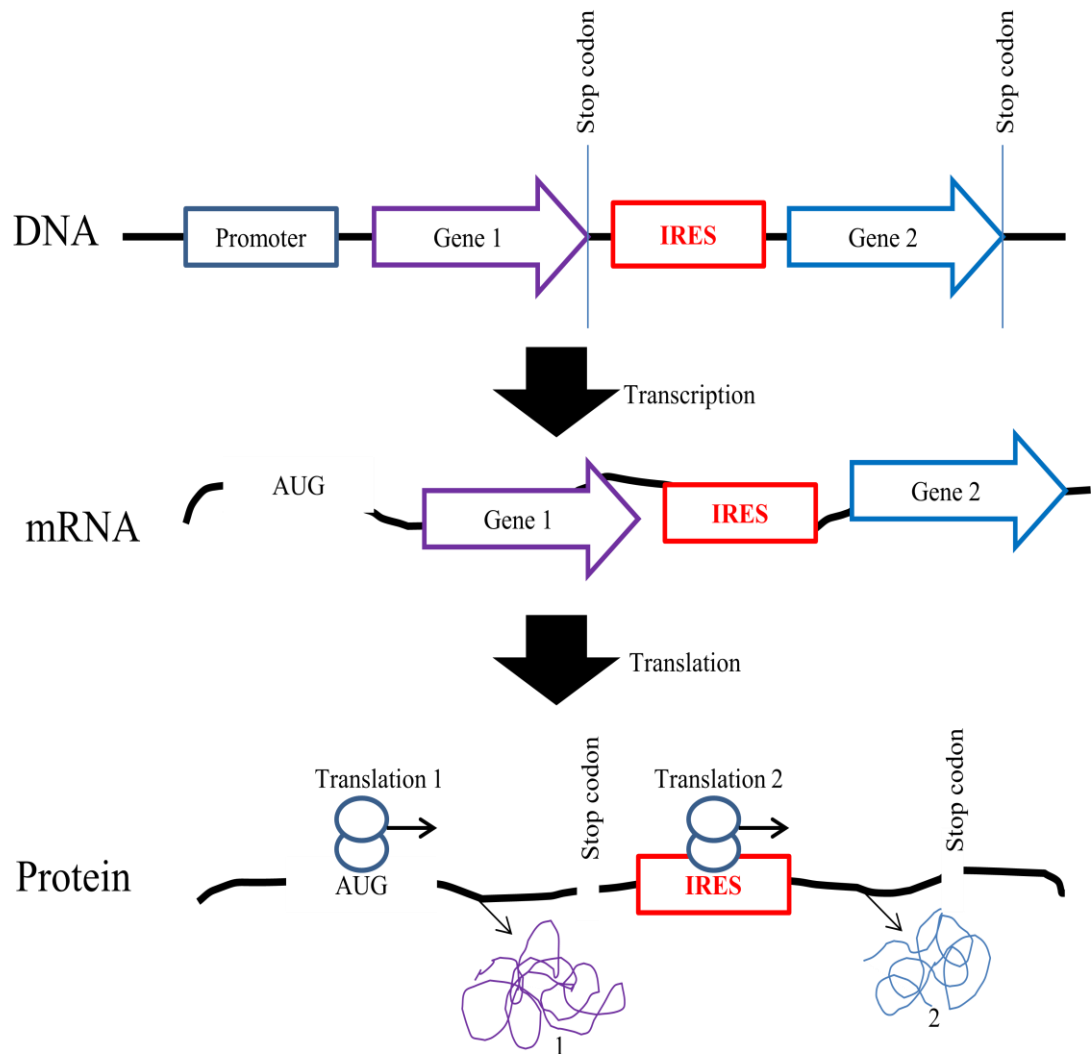 Stop codon
Stop codon
DNA
Promoter
Gene 1
IRES
Gene 2
Transcription
mRNA
AUG
Gene 1
IRES
Gene 2
Translation
Stop codon
Stop codon
Translation 1
Translation 2
Protein
AUG
IRES
1
2